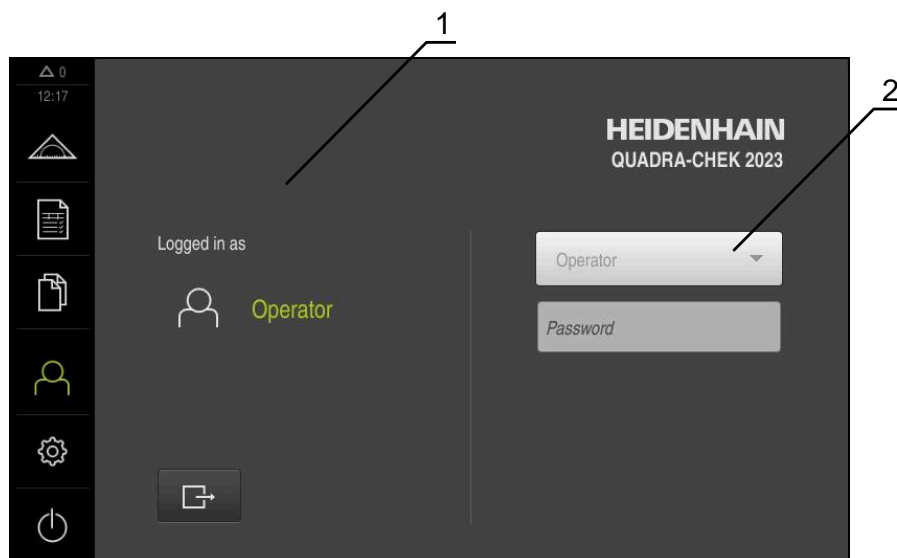 1
0
12:17
2
HEIDENHAIN
QUADRA-CHEK 2023
Logged in as
Operator
Operator
Password